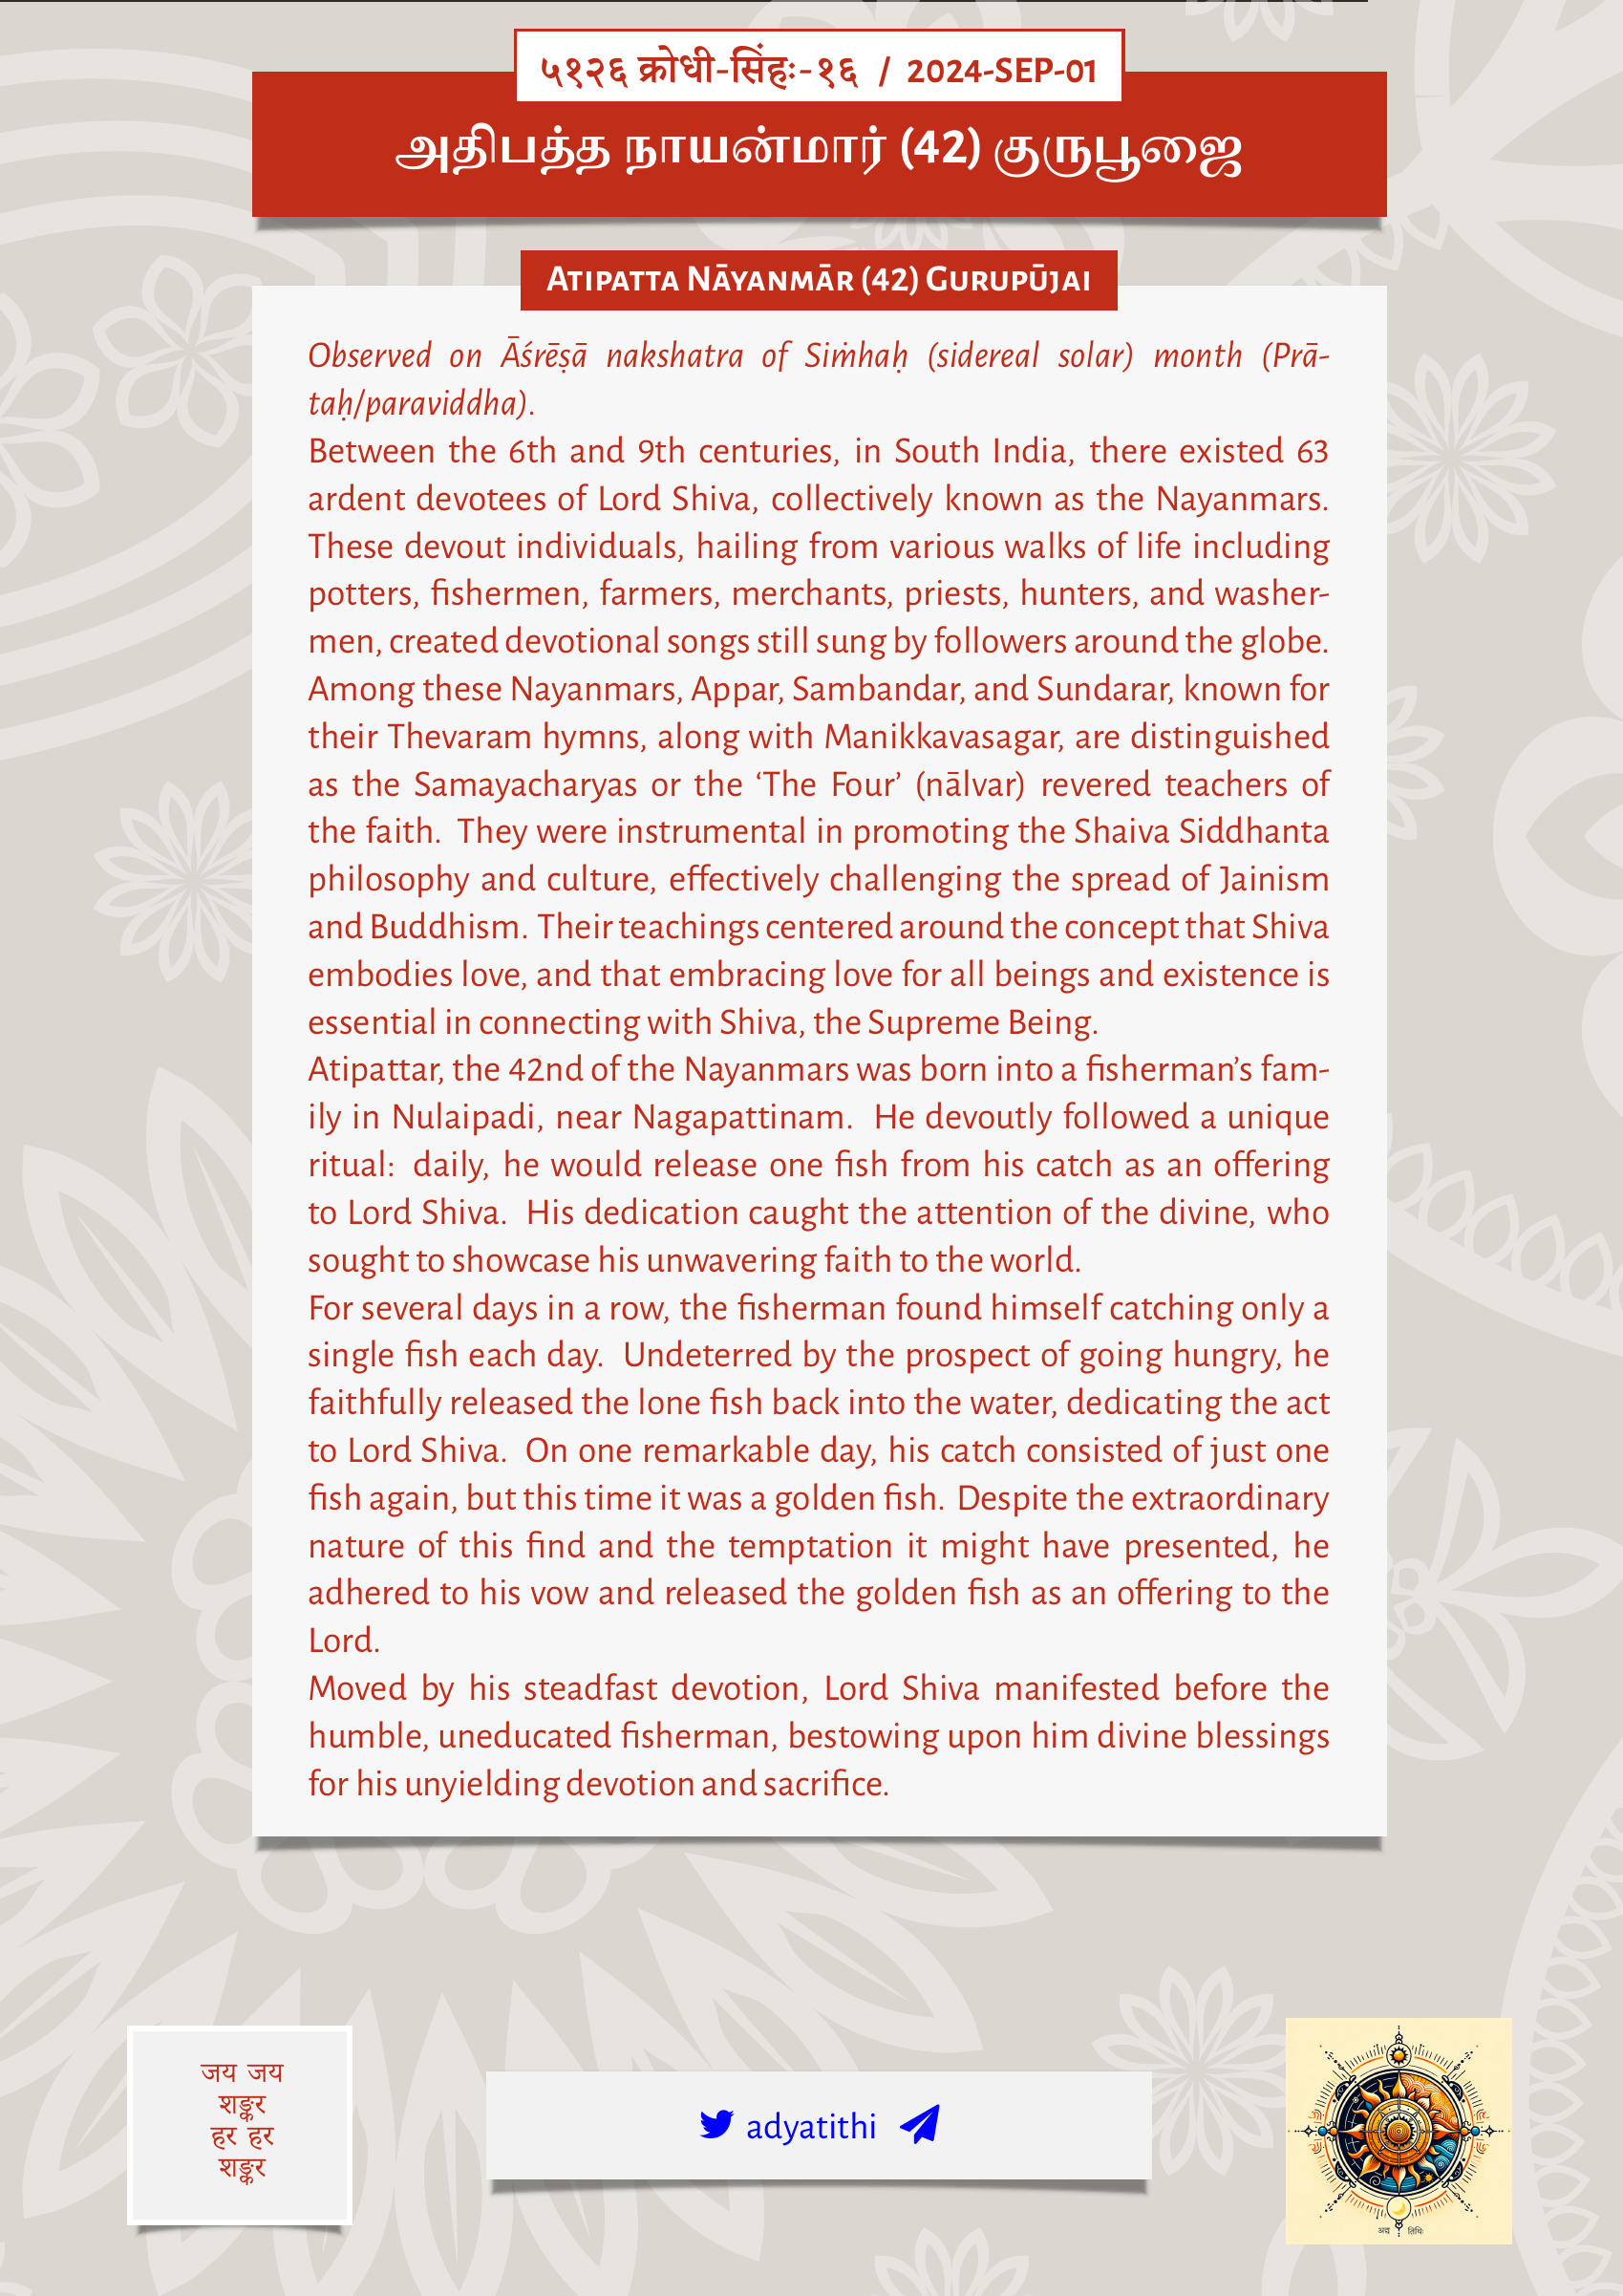 ५१२६ क्रोधी-सिंहः-१६ / 2024-SEP-01
அதிபத்த நாயன்மார் (42) குருபூஜை
Atipatta Nāyanmār (42) Gurupūjai
Observed on Āśrēṣā nakshatra of Siṁhaḥ (sidereal solar) month (Prā-
taḥ/paraviddha).
Between the 6th and 9th centuries, in South India, there existed 63
ardent devotees of Lord Shiva, collectively known as the Nayanmars.
These devout individuals, hailing from various walks of life including
potters, fishermen, farmers, merchants, priests, hunters, and washer-
men, created devotional songs still sung by followers around the globe.
Among these Nayanmars, Appar, Sambandar, and Sundarar, known for
their Thevaram hymns, along with Manikkavasagar, are distinguished
as the Samayacharyas or the ‘The Four’ (nālvar) revered teachers of
the faith. They were instrumental in promoting the Shaiva Siddhanta
philosophy and culture, effectively challenging the spread of Jainism
and Buddhism. Their teachings centered around the concept that Shiva
embodies love, and that embracing love for all beings and existence is
essential in connecting with Shiva, the Supreme Being.
Atipattar, the 42nd of the Nayanmars was born into a fisherman’s fam-
ily in Nulaipadi, near Nagapattinam. He devoutly followed a unique
ritual: daily, he would release one fish from his catch as an offering
to Lord Shiva. His dedication caught the attention of the divine, who
sought to showcase his unwavering faith to the world.
For several days in a row, the fisherman found himself catching only a
single fish each day. Undeterred by the prospect of going hungry, he
faithfully released the lone fish back into the water, dedicating the act
to Lord Shiva. On one remarkable day, his catch consisted of just one
fish again, but this time it was a golden fish. Despite the extraordinary
nature of this find and the temptation it might have presented, he
adhered to his vow and released the golden fish as an offering to the
Lord.
Moved by his steadfast devotion, Lord Shiva manifested before the
humble, uneducated fisherman, bestowing upon him divine blessings
for his unyielding devotion and sacrifice.
जय जय
शङ्कर
हर हर
शङ्कर
adyatithi
अद्य तिथिः